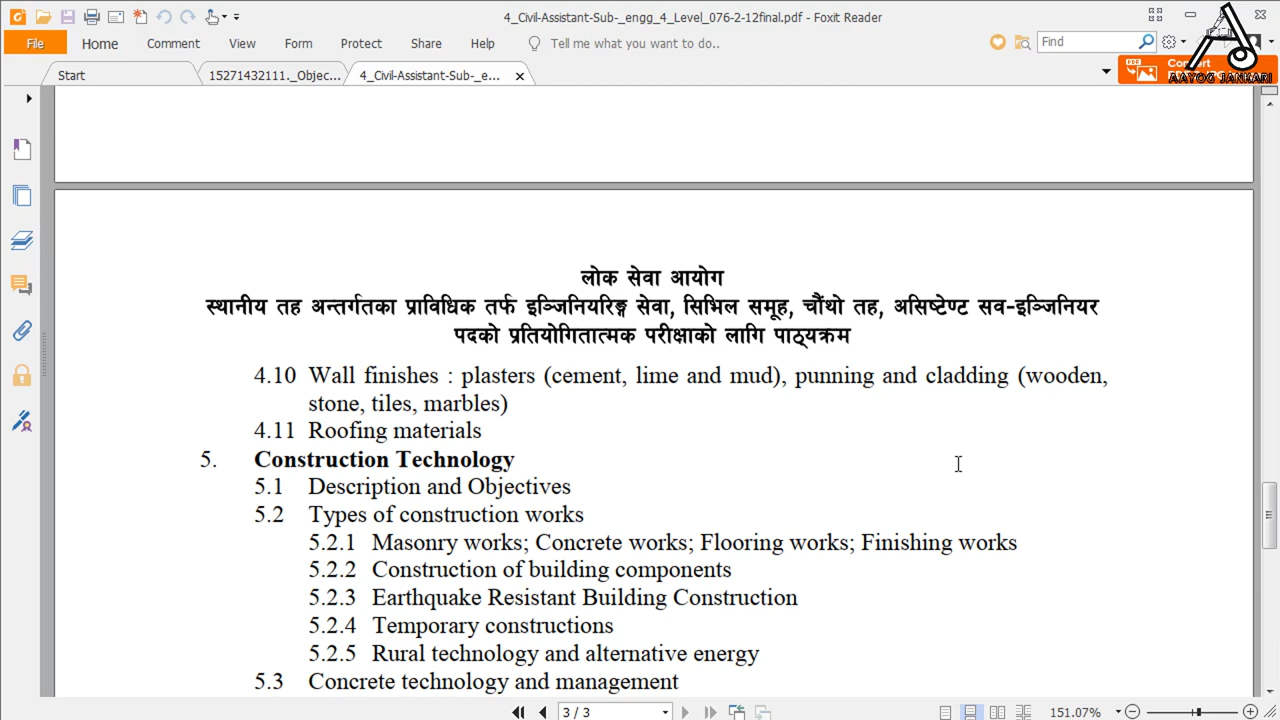 4_Civil-Assistant-Sub-_engg_4_Level_076-2-12final.pdf - Foxit Reader
File Home Comment View Form Protect Share Help Tell me what you want to do.. Find
Start 15271432111._Objec... 4_Civil-Assistant-Sub-_e...
Convert
AAYOG JANKARI
लोक सेवा आयोग
स्थानीय तह अन्तर्गतका प्राविधिक तर्फ इञ्जिनियरिङ्ग सेवा, सिभिल समूह, चौंथो तह, असिष्टेण्ट सव-इञ्जिनियर
पदको प्रतियोगितात्मक परीक्षाको लागि पाठ्यक्रम
4.10 Wall finishes : plasters (cement, lime and mud), punning and cladding (wooden,
stone, tiles, marbles)
4.11 Roofing materials
5. Construction Technology
5.1 Description and Objectives
5.2 Types of construction works
5.2.1 Masonry works; Concrete works; Flooring works; Finishing works
5.2.2 Construction of building components
5.2.3 Earthquake Resistant Building Construction
5.2.4 Temporary constructions
5.2.5 Rural technology and alternative energy
5.3 Concrete technology and management
3 / 3 151.07%